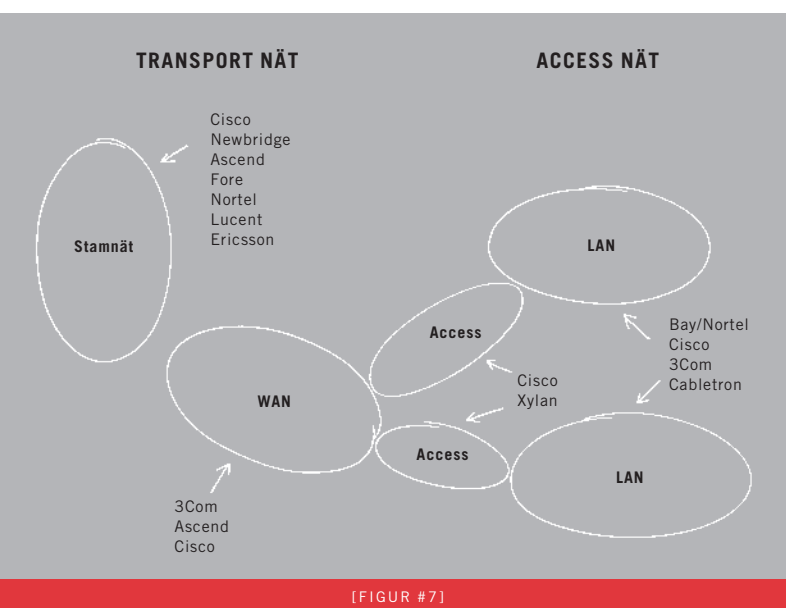 TRANSPORT NÄT
ACCESS NÄT
Cisco
Newbridge
Ascend
Fore
Nortel
Lucent
Ericsson
Stamnät
LAN
Access
Bay/Nortel
Cisco
3Com
Cabletron
Cisco
Xylan
WAN
Access
LAN
3Com
Ascend
Cisco
[FIGUR #7]